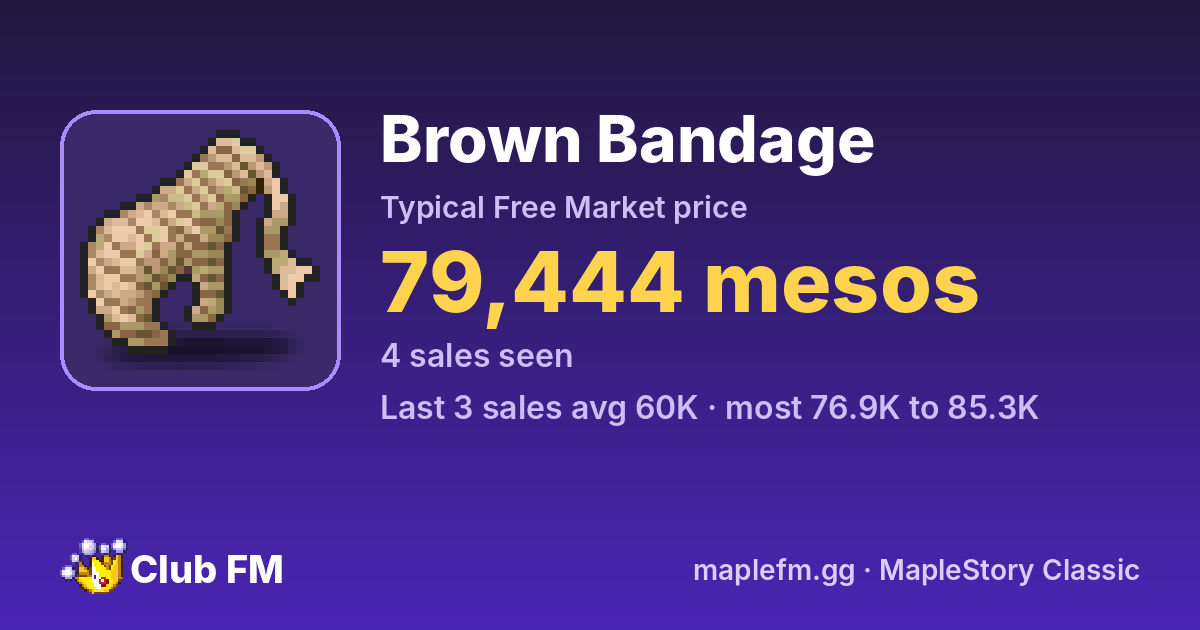 Brown Bandage
Typical Free Market price
79,444 mesos
4 sales seen
Last 3 sales avg 60K · most 76.9K to 85.3K
Club FM
maplefm.gg · MapleStory Classic